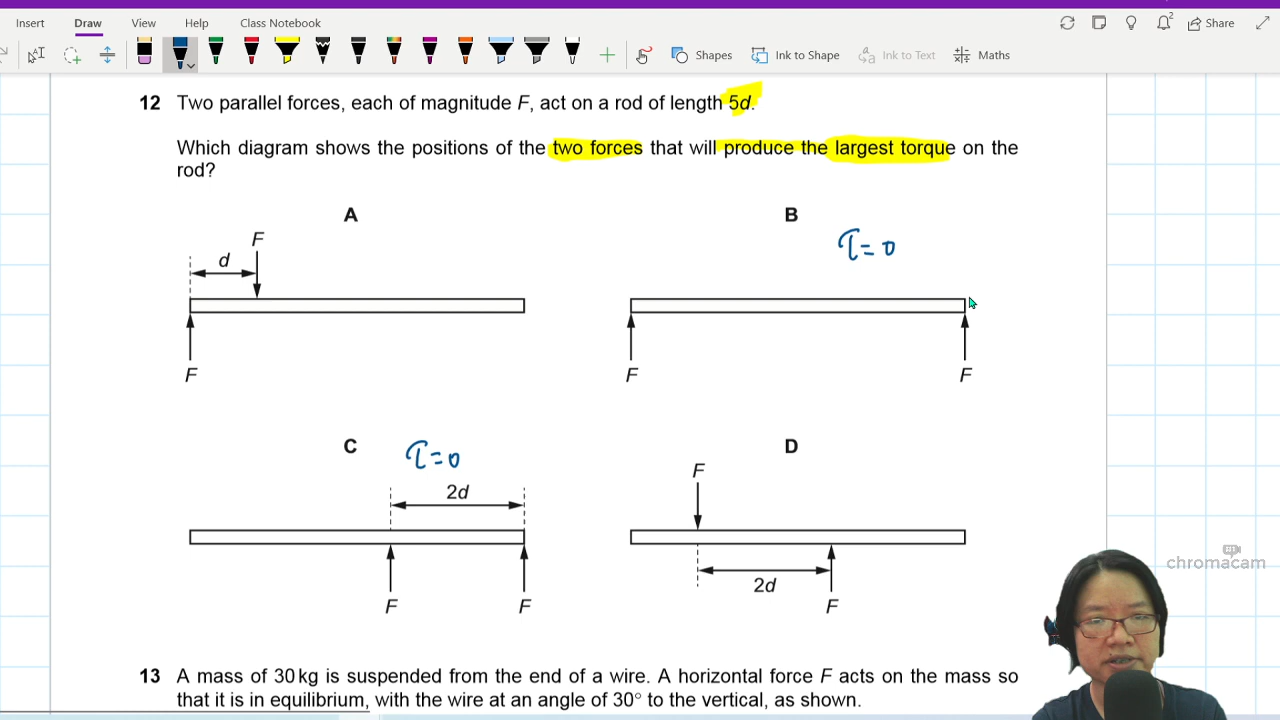 Insert Draw View Help Class Notebook
2
Share
Shapes Ink to Shape Ink to Text Maths
12 Two parallel forces, each of magnitude F, act on a rod of length 5d.
Which diagram shows the positions of the two forces that will produce the largest torque on the
rod?
A
B
F
d
τ=0
F
F
F
C
D
τ=0
2d
F
F
F
2d
F
chromacam
13 A mass of 30 kg is suspended from the end of a wire. A horizontal force F acts on the mass so
that it is in equilibrium, with the wire at an angle of 30° to the vertical, as shown.